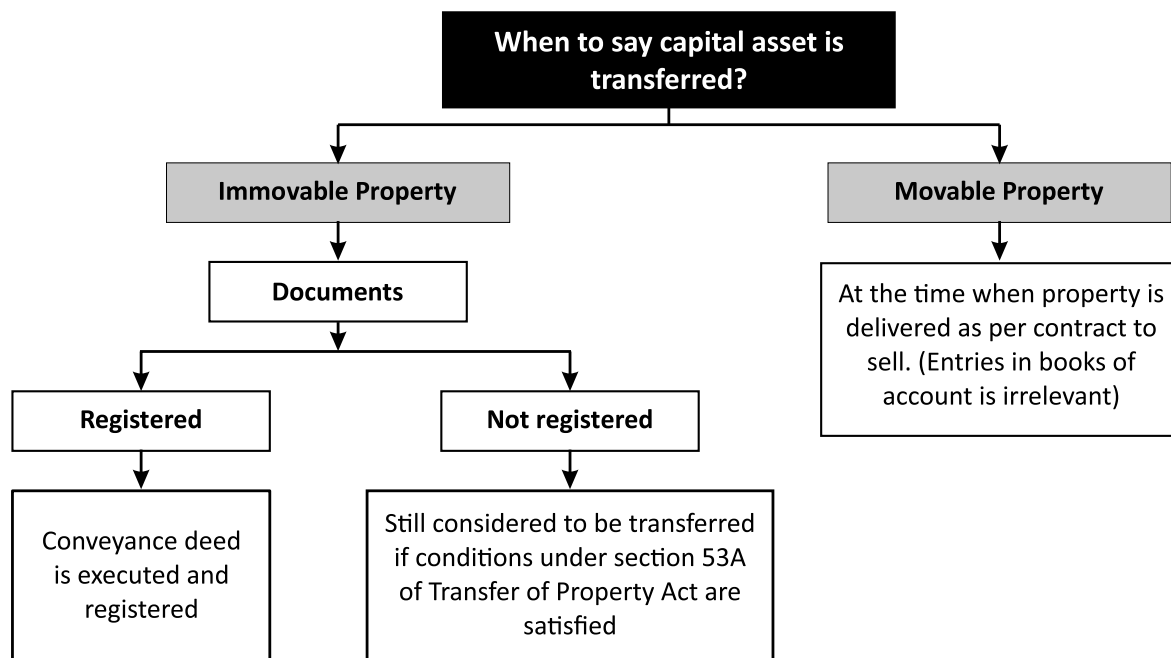 When to say capital asset is
transferred?
Immovable Property
Movable Property
Documents
At the time when property is
delivered as per contract to
sell. (Entries in books of
account is irrelevant)
Registered
Not registered
Conveyance deed
is executed and
registered
Still considered to be transferred
if conditions under section 53A
of Transfer of Property Act are
satisfied